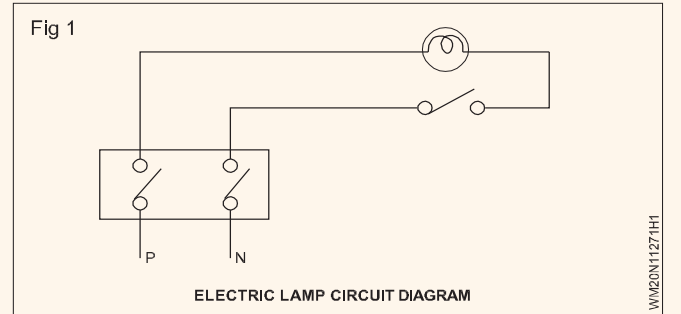 Fig 1
P
N
ELECTRIC LAMP CIRCUIT DIAGRAM
WM20N11271H1